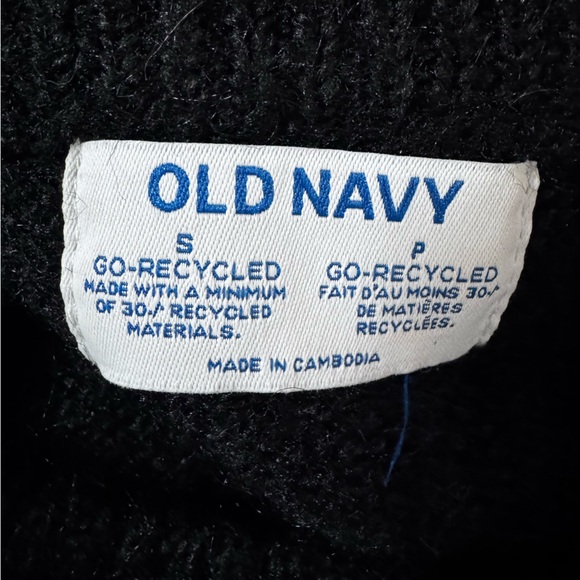 OLD NAVY
S
GO-RECYCLED
MADE WITH A MINIMUM
OF 30% RECYCLED
MATERIALS.
P
GO-RECYCLED
FAIT D'AU MOINS 30%
DE MATIÈRES
RECYCLÉES.
MADE IN CAMBODIA